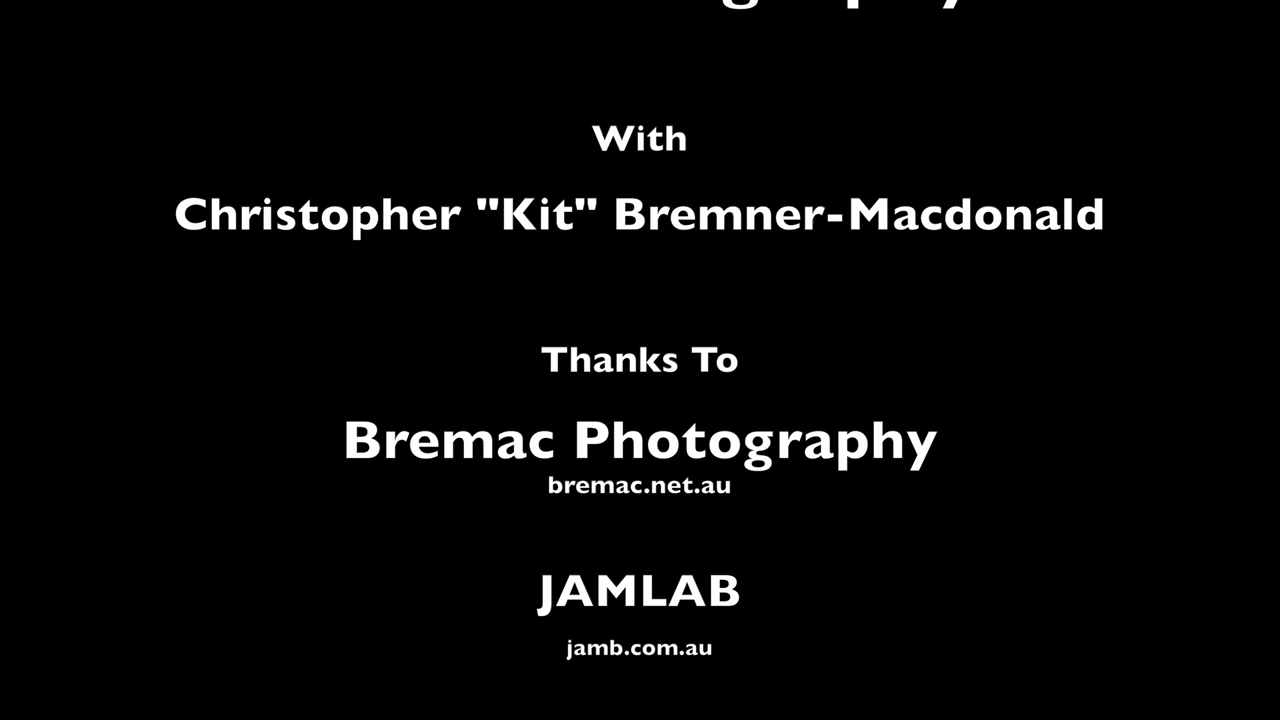 With
Christopher "Kit" Bremner-Macdonald
Thanks To
Bremac Photography
bremac.net.au
JAMLAB
jamb.com.au